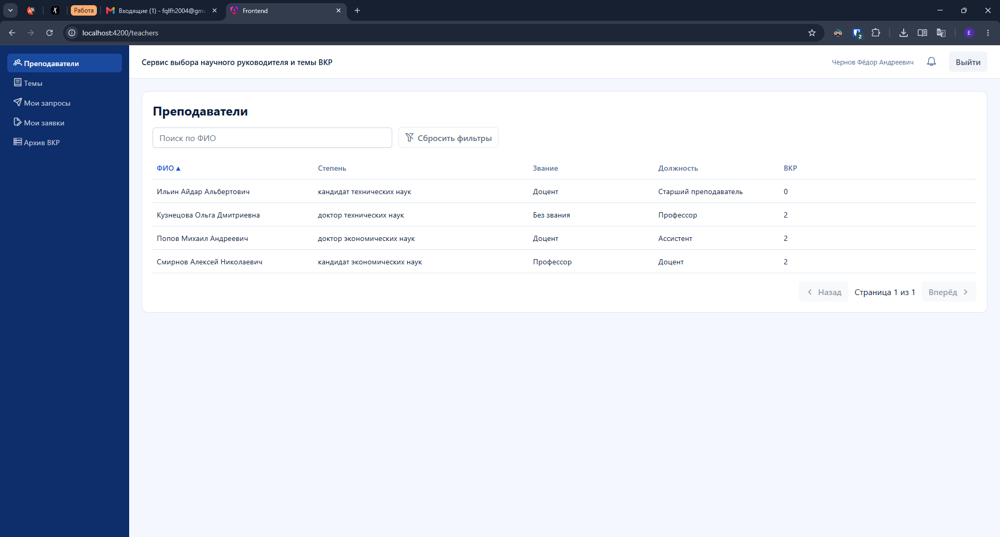 Работа
Входящие (1) - fqlfh2004@gma
Frontend
localhost:4200/teachers
2
E
Преподаватели
Темы
Мои запросы
Мои заявки
Архив ВКР
Сервис выбора научного руководителя и темы ВКР
Чернов Фёдор Андреевич
Выйти
Преподаватели
Поиск по ФИО
Сбросить фильтры
ФИО ▲ Степень Звание Должность ВКР
Ильин Айдар Альбертович кандидат технических наук Доцент Старший преподаватель 0
Кузнецова Ольга Дмитриевна доктор технических наук Без звания Профессор 2
Попов Михаил Андреевич доктор экономических наук Доцент Ассистент 2
Смирнов Алексей Николаевич кандидат экономических наук Профессор Доцент 2
Назад Страница 1 из 1 Вперёд